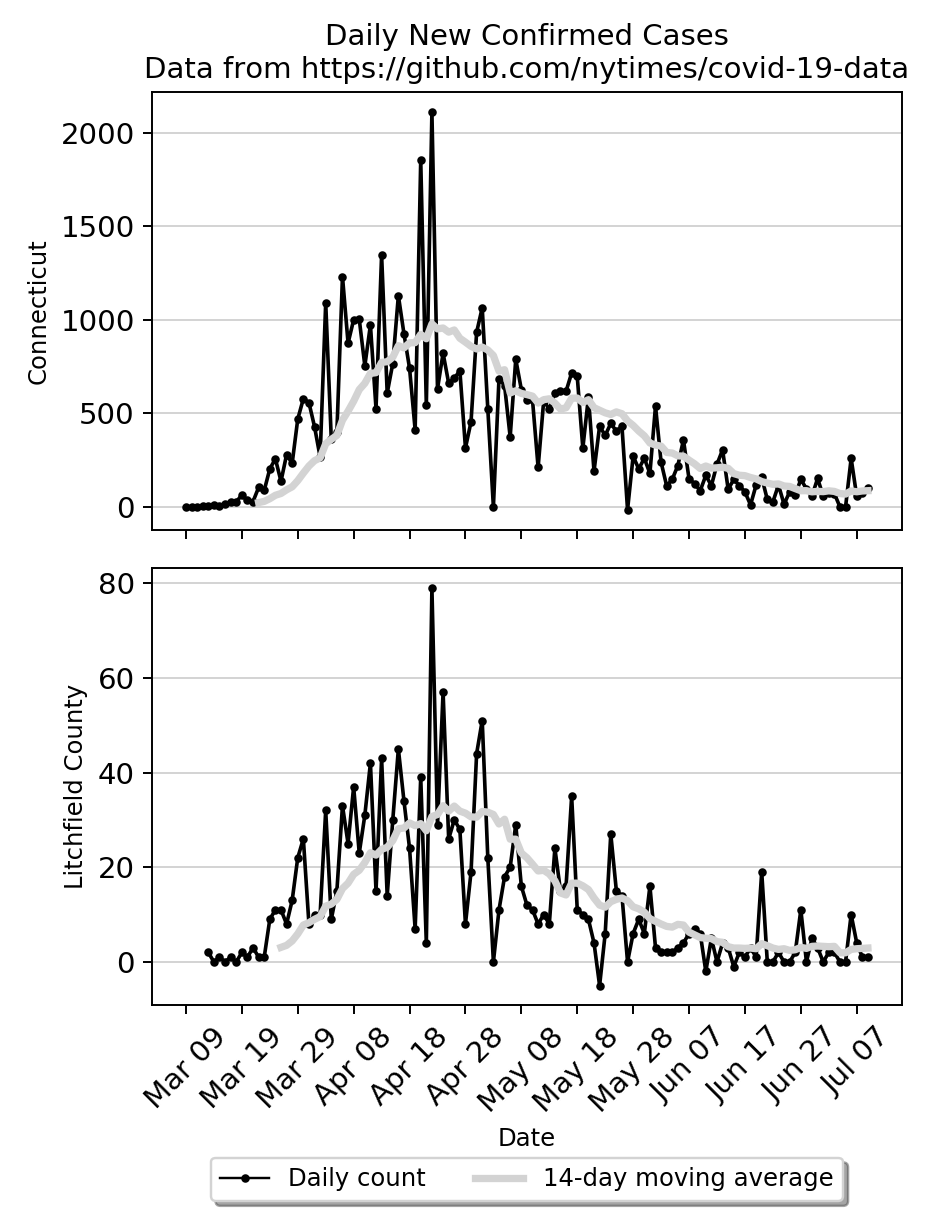 Daily New Confirmed Cases
Data from https://github.com/nytimes/covid-19-data
Connecticut
2000
1500
1000
500
0
Litchfield County
80
60
40
20
0
Mar 09
Mar 19
Mar 29
Apr 08
Apr 18
Apr 28
May 08
May 18
May 28
Jun 07
Jun 17
Jun 27
Jul 07
Date
Daily count
14-day moving average